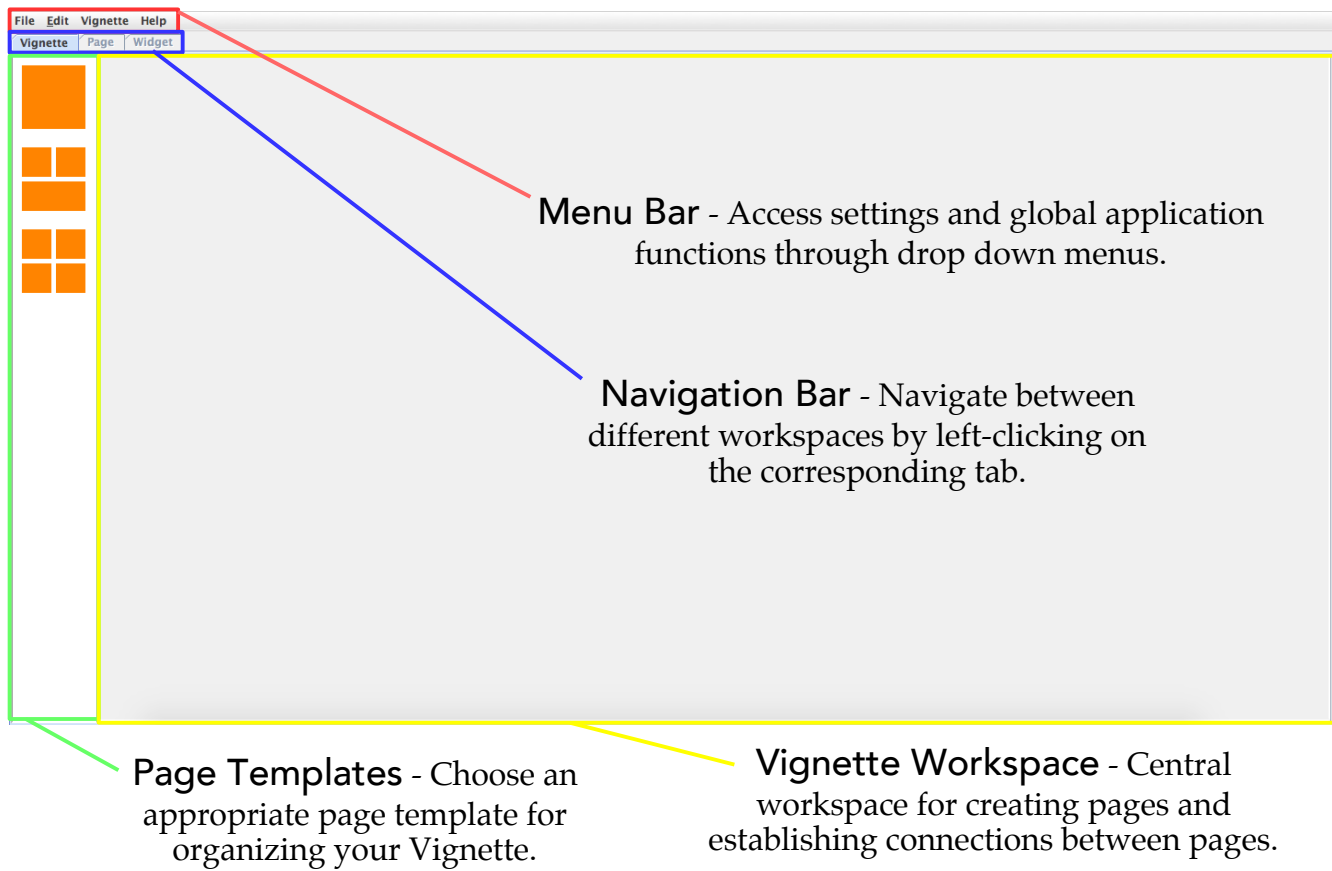 File Edit Vignette Help
Vignette Page Widget
Menu Bar - Access settings and global application
functions through drop down menus.
Navigation Bar - Navigate between
different workspaces by left-clicking on
the corresponding tab.
Page Templates - Choose an
appropriate page template for
organizing your Vignette.
Vignette Workspace - Central
workspace for creating pages and
establishing connections between pages.